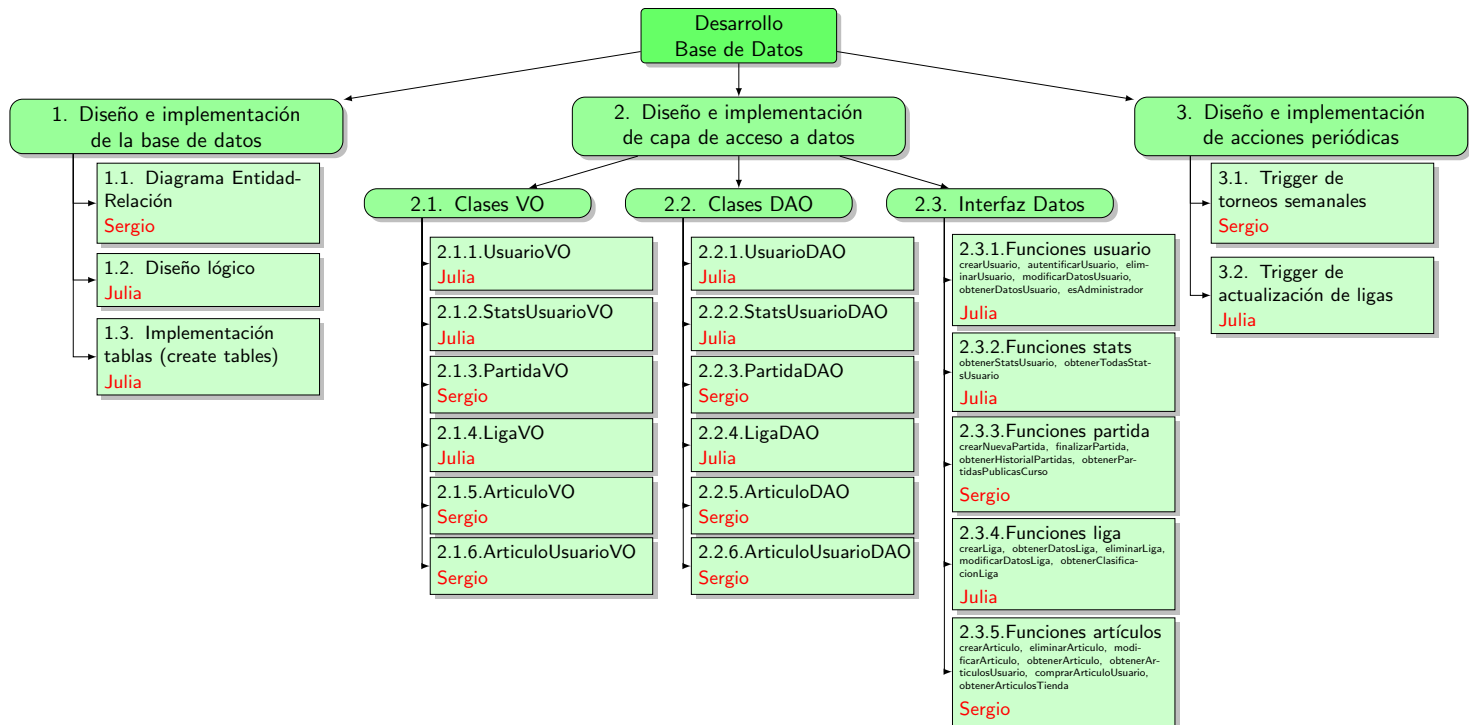 Desarrollo
Base de Datos
1. Diseño e implementación
de la base de datos
1.1. Diagrama Entidad-
Relación
Sergio
1.2. Diseño lógico
Julia
1.3. Implementación
tablas (create tables)
Julia
2. Diseño e implementación
de capa de acceso a datos
2.1. Clases VO
2.1.1.UsuarioVO
Julia
2.1.2.StatsUsuarioVO
Julia
2.1.3.PartidaVO
Sergio
2.1.4.LigaVO
Julia
2.1.5.ArticuloVO
Sergio
2.1.6.ArticuloUsuarioVO
Sergio
2.2. Clases DAO
2.2.1.UsuarioDAO
Julia
2.2.2.StatsUsuarioDAO
Julia
2.2.3.PartidaDAO
Sergio
2.2.4.LigaDAO
Julia
2.2.5.ArticuloDAO
Sergio
2.2.6.ArticuloUsuarioDAO
Sergio
2.3. Interfaz Datos
2.3.1.Funciones usuario
crearUsuario, autentificarUsuario, elim-
inarUsuario, modificarDatosUsuario,
obtenerDatosUsuario, esAdministrador
Julia
2.3.2.Funciones stats
obtenerStatsUsuario, obtenerTodasStat-
sUsuario
Julia
2.3.3.Funciones partida
crearNuevaPartida, finalizarPartida,
obtenerHistorialPartidas, obtenerPar-
tidasPublicasCurso
Sergio
2.3.4.Funciones liga
crearLiga, obtenerDatosLiga, eliminarLiga,
modificarDatosLiga, obtenerClasifica-
cionLiga
Julia
2.3.5.Funciones artículos
crearArticulo, eliminarArticulo, modi-
ficarArticulo, obtenerArticulo, obtenerAr-
ticulosUsuario, comprarArticuloUsuario,
obtenerArticulosTienda
Sergio
3. Diseño e implementación
de acciones periódicas
3.1. Trigger de
torneos semanales
Sergio
3.2. Trigger de
actualización de ligas
Julia